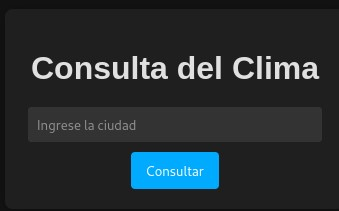 Consulta del Clima
Ingrese la ciudad
Consultar